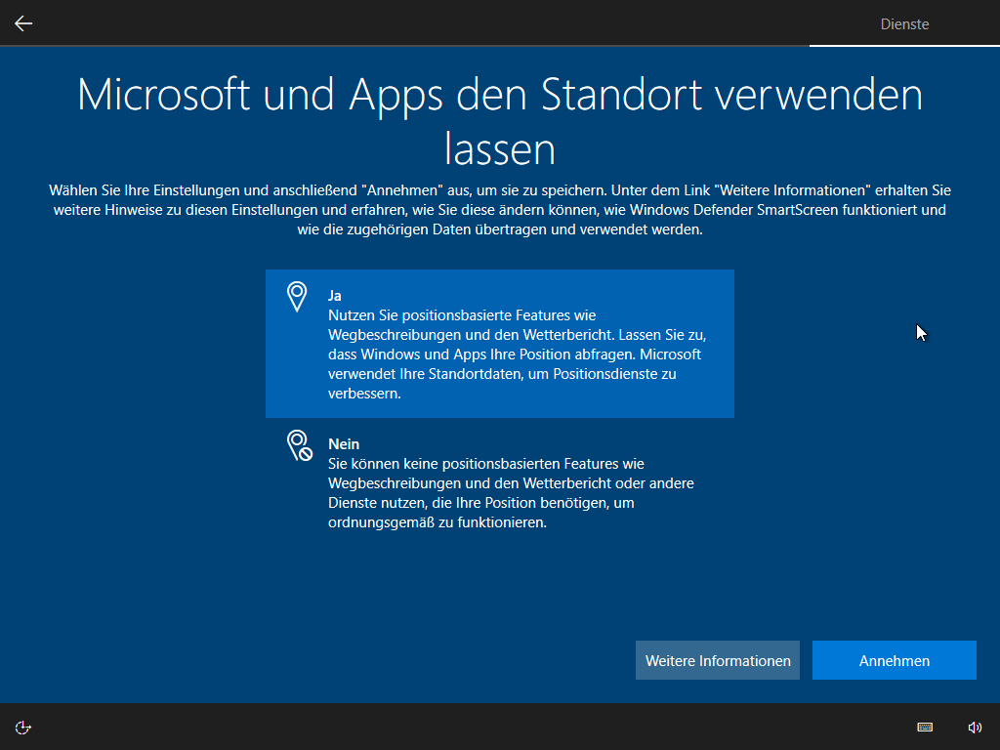 Dienste
Microsoft und Apps den Standort verwenden
lassen
Wählen Sie Ihre Einstellungen und anschließend "Annehmen" aus, um sie zu speichern. Unter dem Link "Weitere Informationen" erhalten Sie
weitere Hinweise zu diesen Einstellungen und erfahren, wie Sie diese ändern können, wie Windows Defender SmartScreen funktioniert und
wie die zugehörigen Daten übertragen und verwendet werden.
Ja
Nutzen Sie positionsbasierte Features wie
Wegbeschreibungen und den Wetterbericht. Lassen Sie zu,
dass Windows und Apps Ihre Position abfragen. Microsoft
verwendet Ihre Standortdaten, um Positionsdienste zu
verbessern.
Nein
Sie können keine positionsbasierten Features wie
Wegbeschreibungen und den Wetterbericht oder andere
Dienste nutzen, die Ihre Position benötigen, um
ordnungsgemäß zu funktionieren.
Weitere Informationen
Annehmen